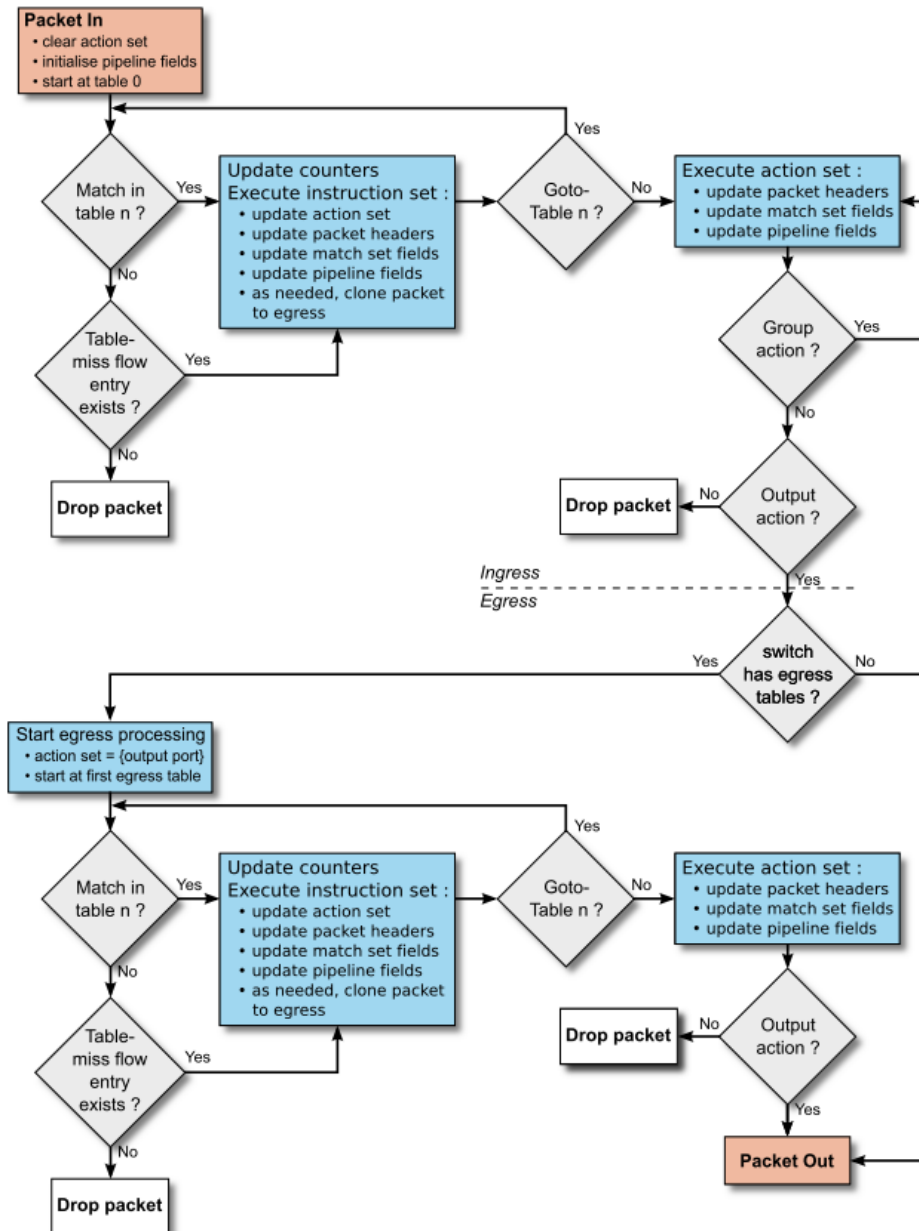 Packet In
• clear action set
• initialise pipeline fields
• start at table 0
Yes
Match in
table n ?
Yes
Update counters
Execute instruction set :
• update action set
• update packet headers
• update match set fields
• update pipeline fields
• as needed, clone packet
to egress
Goto-
Table n ?
No
Execute action set :
• update packet headers
• update match set fields
• update pipeline fields
No
Table-
miss flow
entry
exists ?
Yes
Group
action ?
Yes
No
No
Drop packet
Drop packet
No
Output
action ?
Ingress
Yes
Egress
switch
has egress
tables ?
Yes
No
Start egress processing
• action set = {output port}
• start at first egress table
Yes
Match in
table n ?
Yes
Update counters
Execute instruction set :
• update action set
• update packet headers
• update match set fields
• update pipeline fields
• as needed, clone packet
to egress
Goto-
Table n ?
No
Execute action set :
• update packet headers
• update match set fields
• update pipeline fields
No
Table-
miss flow
entry
exists ?
Yes
Drop packet
No
Output
action ?
Yes
No
Drop packet
Packet Out